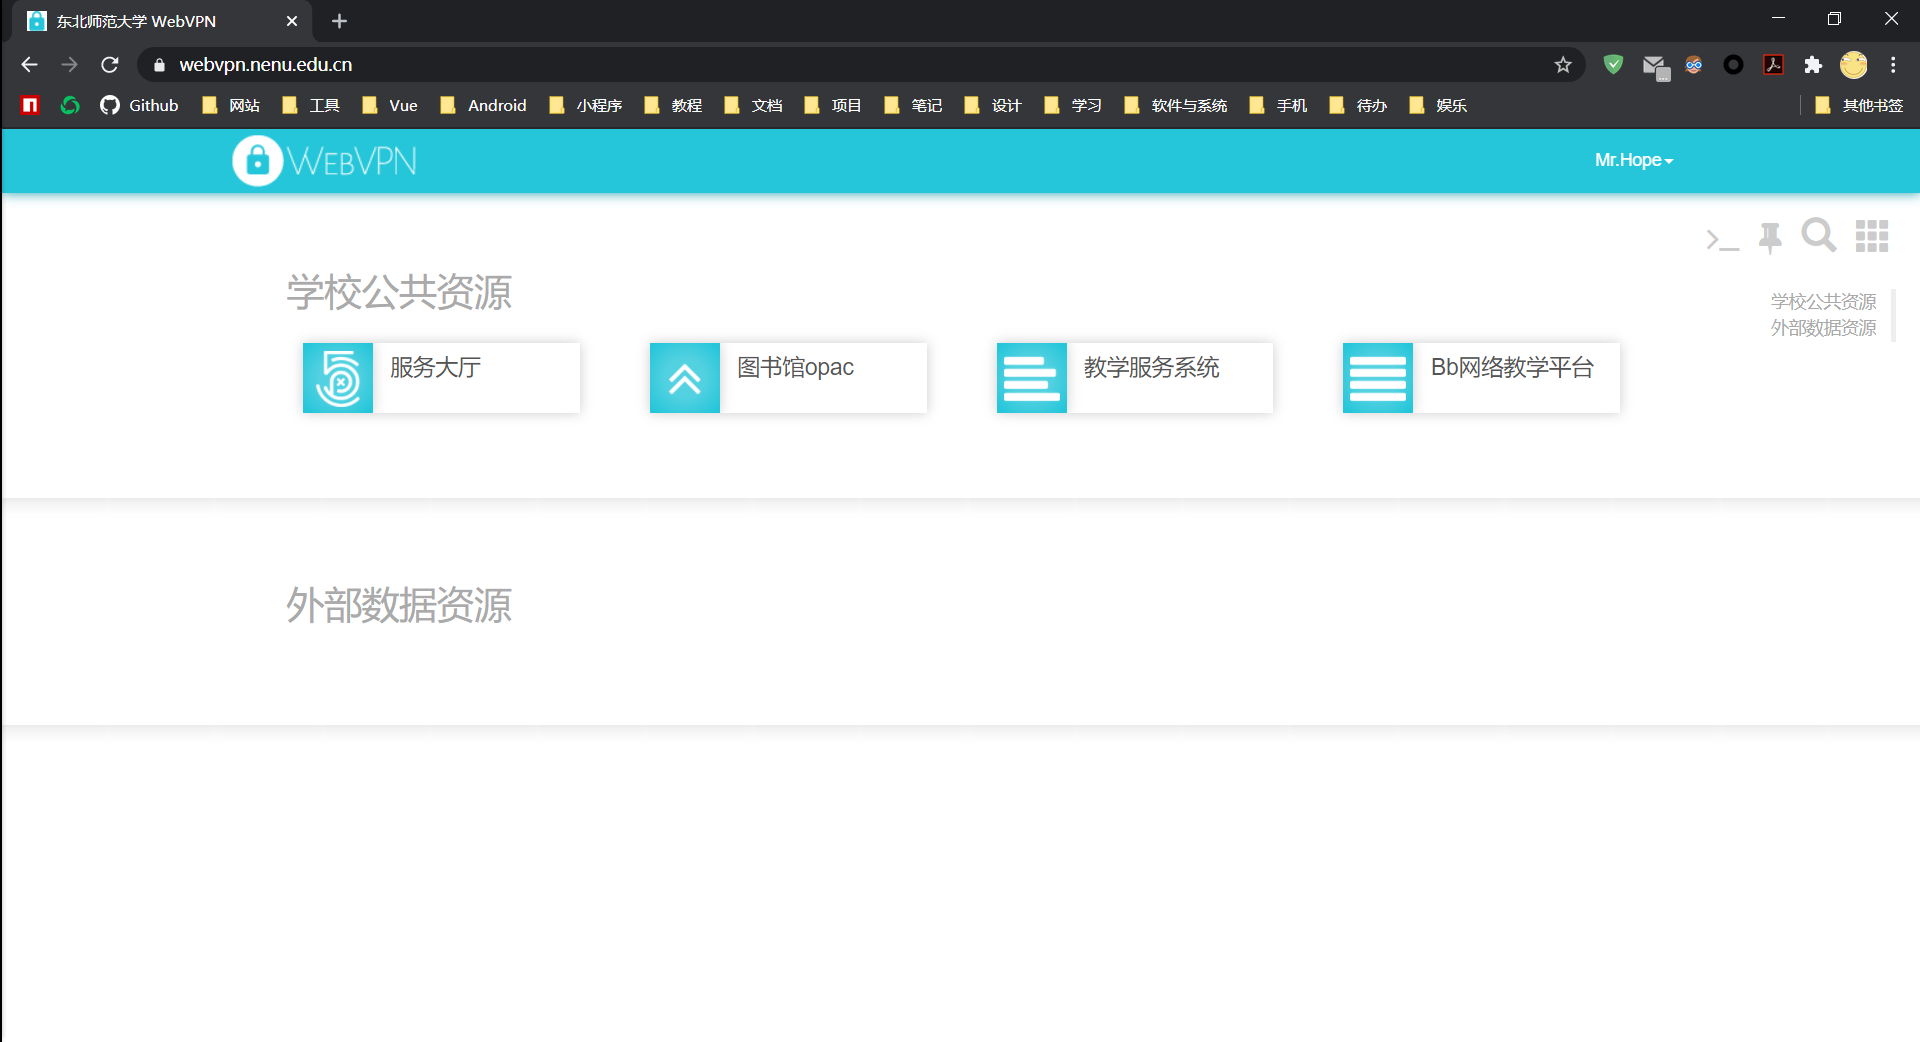 东北师范大学 WebVPN
webvpn.nenu.edu.cn
Github 网站 工具 Vue Android 小程序 教程 文档 项目 笔记 设计 学习 软件与系统 手机 待办 娱乐 其他书签
WEBVPN
Mr.Hope
学校公共资源
学校公共资源
外部数据资源
服务大厅 图书馆opac 教学服务系统 Bb网络教学平台
外部数据资源